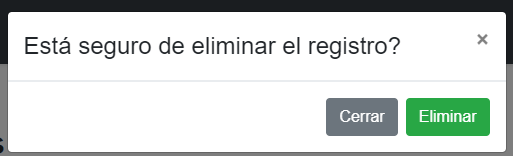 Está seguro de eliminar el registro?
×
Cerrar
Eliminar